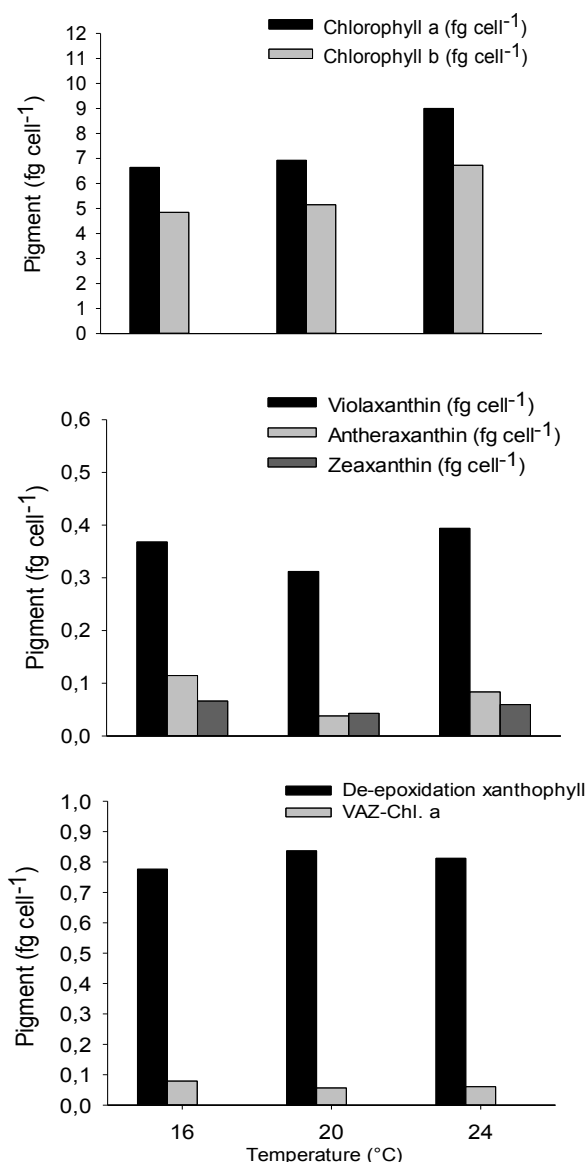 Chlorophyll a (fg cell-1)
Chlorophyll b (fg cell-1)
Pigment (fg cell-1)
12
11
10
9
8
7
6
5
4
3
2
1
0
Violaxanthin (fg cell-1)
Antheraxanthin (fg cell-1)
Zeaxanthin (fg cell-1)
Pigment (fg cell-1)
0,6
0,5
0,4
0,3
0,2
0,1
0,0
De-epoxidation xanthophyll
VAZ-Chl. a
Pigment (fg cell-1)
1,0
0,9
0,8
0,7
0,6
0,5
0,4
0,3
0,2
0,1
0,0
16 20 24
Temperature (°C)